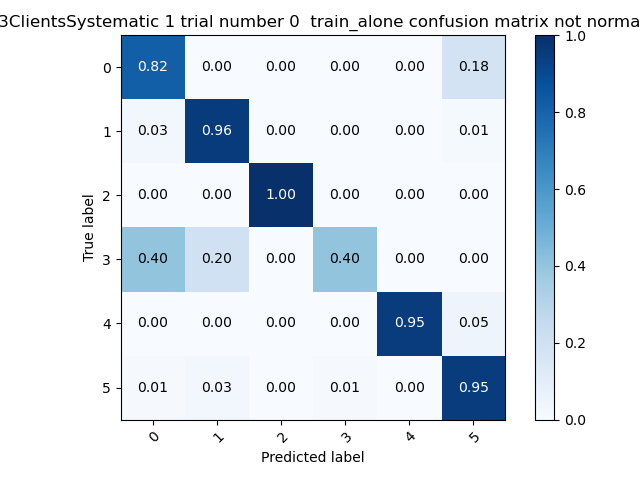 3ClientsSystematic 1 trial number 0 train_alone confusion matrix not norma
0 0.82 0.00 0.00 0.00 0.00 0.18
1 0.03 0.96 0.00 0.00 0.00 0.01
2 0.00 0.00 1.00 0.00 0.00 0.00
3 0.40 0.20 0.00 0.40 0.00 0.00
4 0.00 0.00 0.00 0.00 0.95 0.05
5 0.01 0.03 0.00 0.01 0.00 0.95
0 1 2 3 4 5
True label
Predicted label
1.0
0.8
0.6
0.4
0.2
0.0